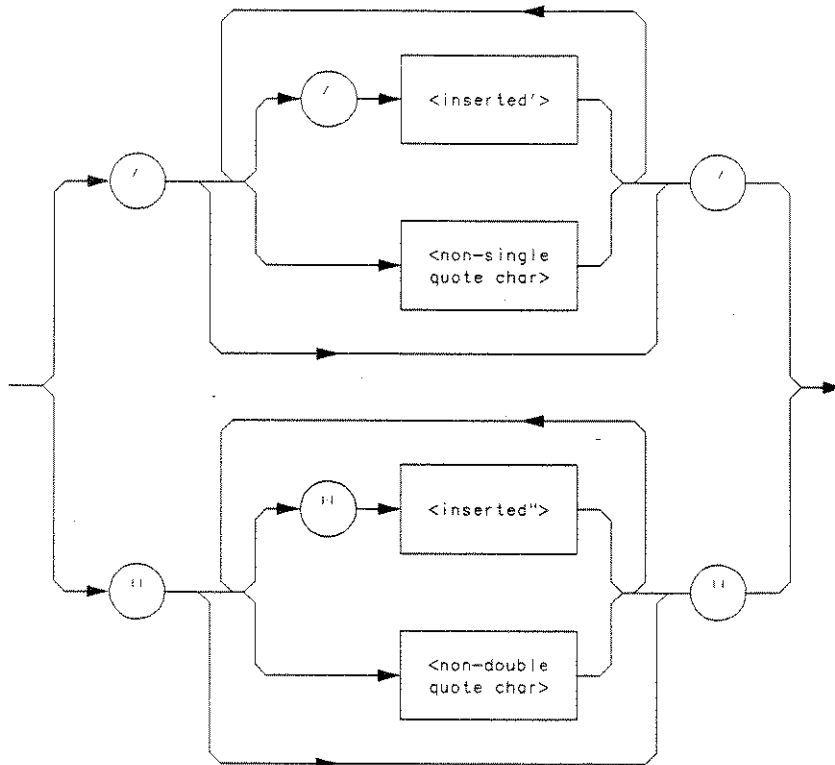 '
<inserted'>
'
'
<non-single
quote char>
"
<inserted">
"
"
<non-double
quote char>